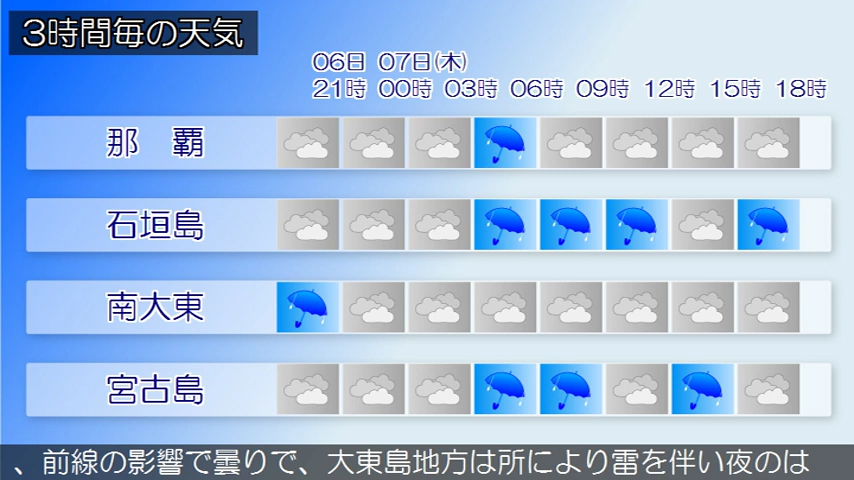 3時間毎の天気
06日 07日(木)
21時 00時 03時 06時 09時 12時 15時 18時
那　覇
石垣島
南大東
宮古島
、前線の影響で曇りで、大東島地方は所により雷を伴い夜のは